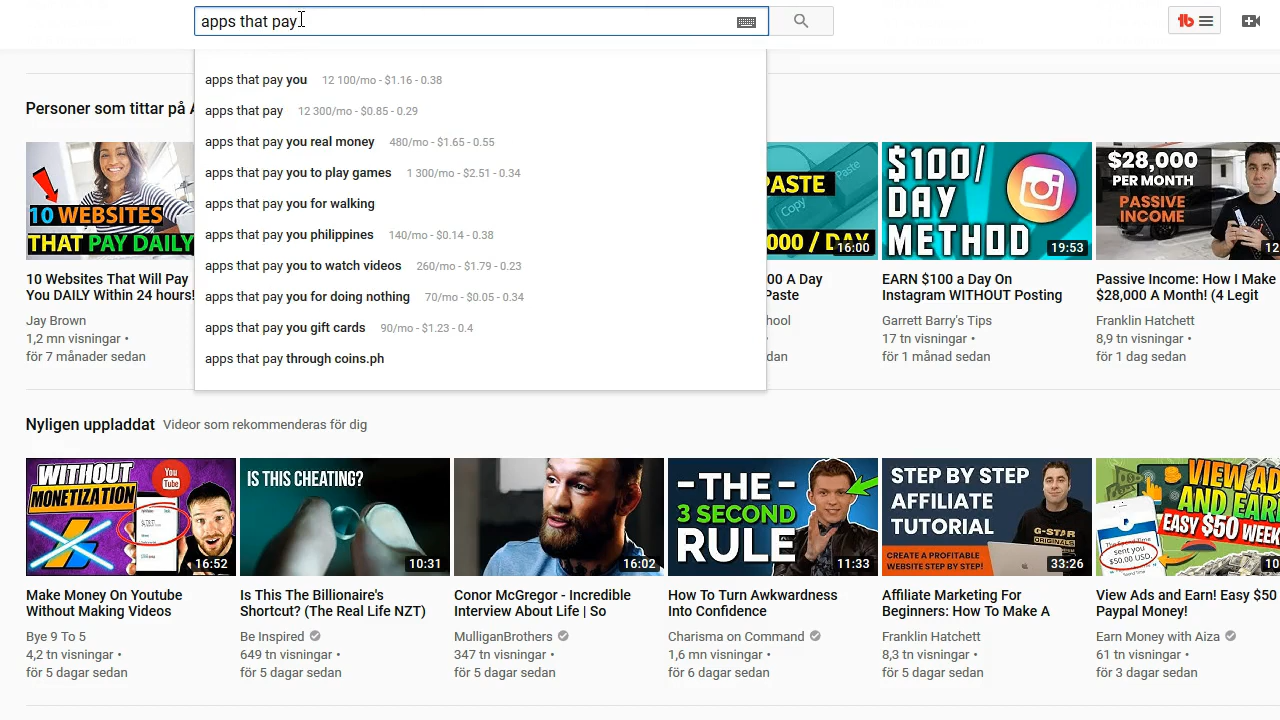 apps that pay
apps that pay you 12 100/mo - $1.16 - 0.38
apps that pay 12 300/mo - $0.85 - 0.29
apps that pay you real money 480/mo - $1.65 - 0.55
apps that pay you to play games 1 300/mo - $2.51 - 0.34
apps that pay you for walking
apps that pay you philippines 140/mo - $0.14 - 0.38
apps that pay you to watch videos 260/mo - $1.79 - 0.23
apps that pay you for doing nothing 70/mo - $0.05 - 0.34
apps that pay you gift cards 90/mo - $1.23 - 0.4
apps that pay through coins.ph
Personer som tittar på
10 WEBSITES
THAT PAY DAILY
10 Websites That Will Pay
You DAILY Within 24 hours!
Jay Brown
1,2 mn visningar •
för 7 månader sedan
PASTE
Paste
Copy
000 / DAY
16:00
00 A Day
Paste
hool
dan
$100/
DAY
METHOD
19:53
EARN $100 a Day On
Instagram WITHOUT Posting
Garrett Barry's Tips
17 tn visningar •
för 1 månad sedan
$28,000
PER MONTH
PASSIVE
INCOME
12
Passive Income: How I Make
$28,000 A Month! (4 Legit
Franklin Hatchett
8,9 tn visningar •
för 1 dag sedan
Nyligen uppladdat Videor som rekommenderas för dig
WITHOUT
MONETIZATION
You
Tube
16:52
Make Money On Youtube
Without Making Videos
Bye 9 To 5
4,2 tn visningar •
för 5 dagar sedan
IS THIS CHEATING?
10:31
Is This The Billionaire's
Shortcut? (The Real Life NZT)
Be Inspired
649 tn visningar •
för 5 dagar sedan
16:02
Conor McGregor - Incredible
Interview About Life | So
MulliganBrothers
347 tn visningar •
för 5 dagar sedan
- THE -
3 SECOND
RULE
11:33
How To Turn Awkwardness
Into Confidence
Charisma on Command
1,6 mn visningar •
för 6 dagar sedan
STEP BY STEP
AFFILIATE
TUTORIAL
G-STAR
ORIGINALS
CREATE A PROFITABLE
WEBSITE STEP BY STEP!
33:26
Affiliate Marketing For
Beginners: How To Make A
Franklin Hatchett
8,3 tn visningar •
för 5 dagar sedan
VIEW AD
AND EARN
EASY $50 WEEK
sent you
$50.00 USD
10
View Ads and Earn! Easy $50
Paypal Money!
Earn Money with Aiza
61 tn visningar •
för 3 dagar sedan